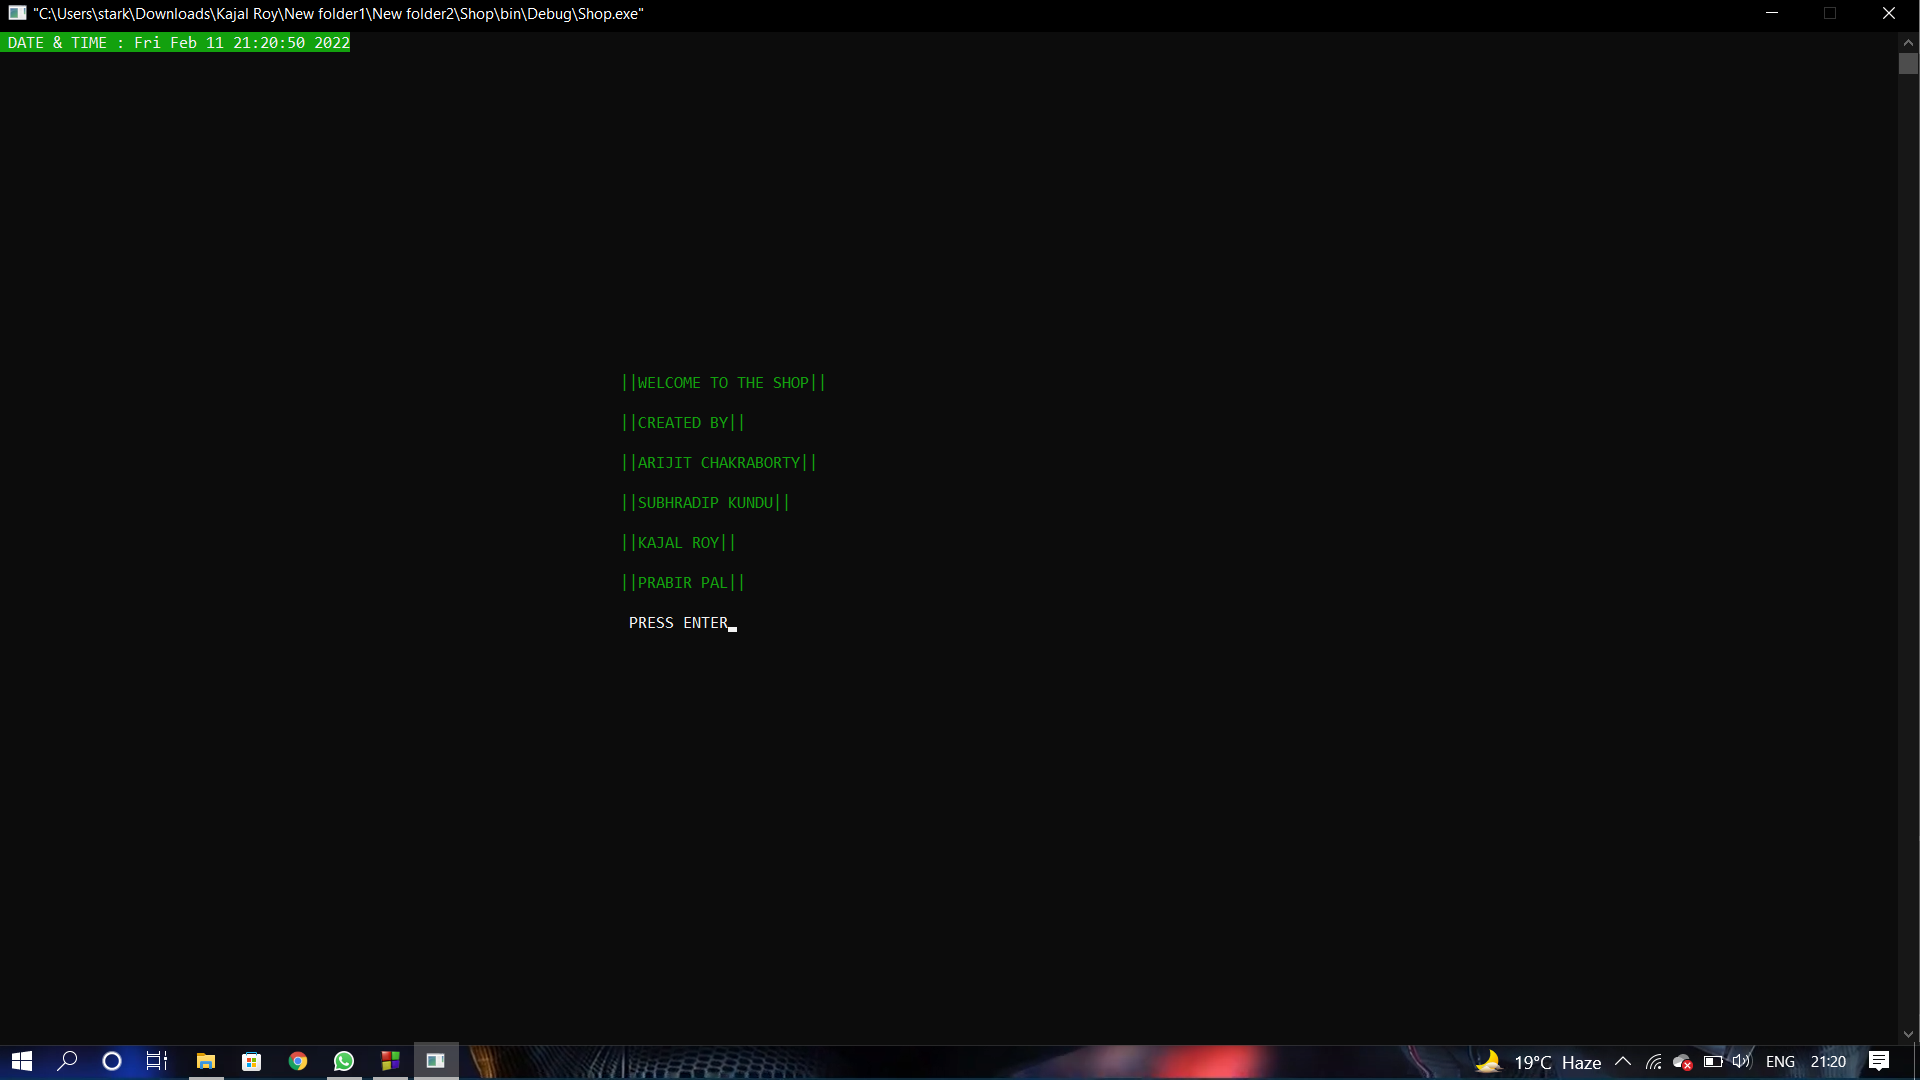 "C:\Users\stark\Downloads\Kajal Roy\New folder1\New folder2\Shop\bin\Debug\Shop.exe"
DATE & TIME : Fri Feb 11 21:20:50 2022
||WELCOME TO THE SHOP||
||CREATED BY||
||ARIJIT CHAKRABORTY||
||SUBHRADIP KUNDU||
||KAJAL ROY||
||PRABIR PAL||
PRESS ENTER
19°C Haze ENG 21:20